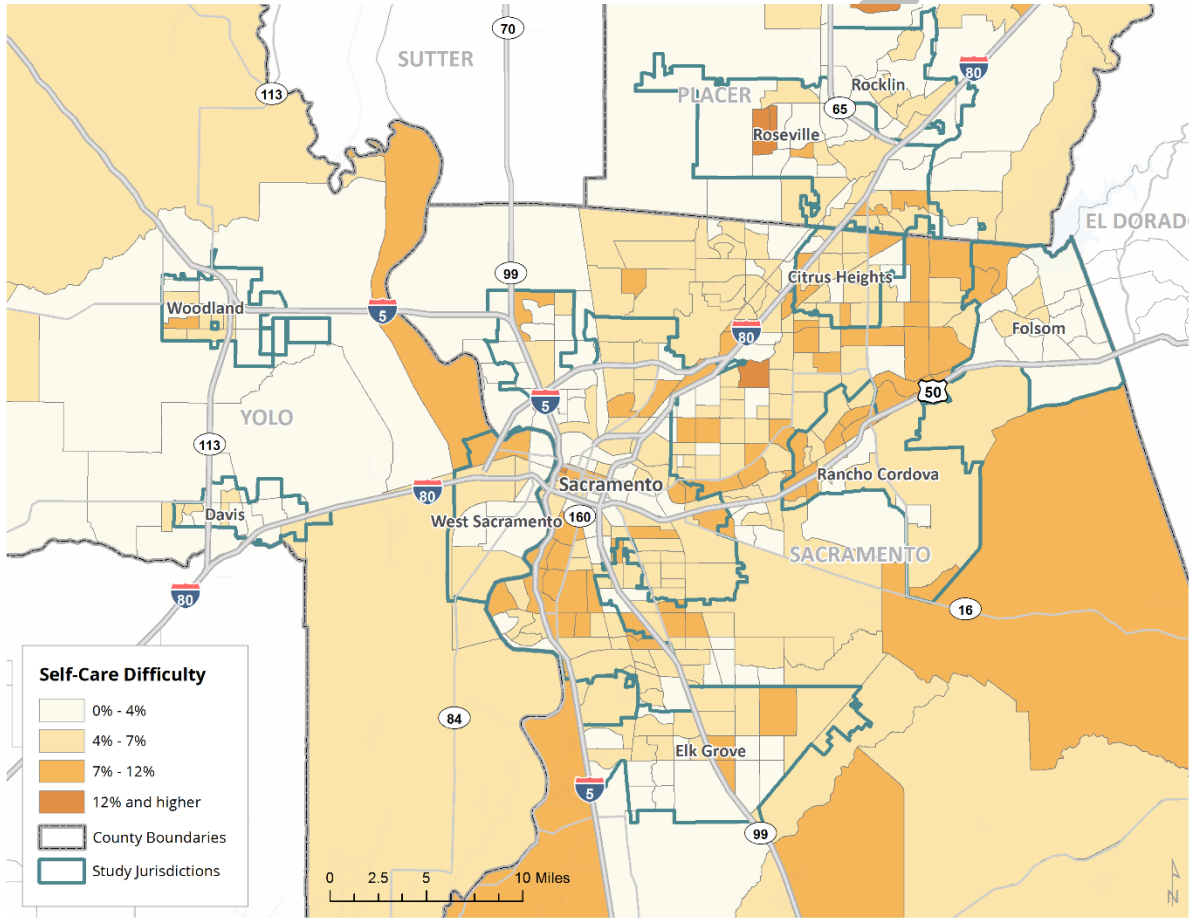 70
SUTTER
80
113
PLACER
Rocklin
65
Roseville
EL DORADO
99
Citrus Heights
Woodland
5
80
Folsom
50
5
YOLO
113
Rancho Cordova
Sacramento
80
Davis
West Sacramento
160
SACRAMENTO
80
16
Self-Care Difficulty
0% - 4%
4% - 7%
7% - 12%
12% and higher
County Boundaries
Study Jurisdictions
84
Elk Grove
5
99
0 2.5 5 10 Miles
N